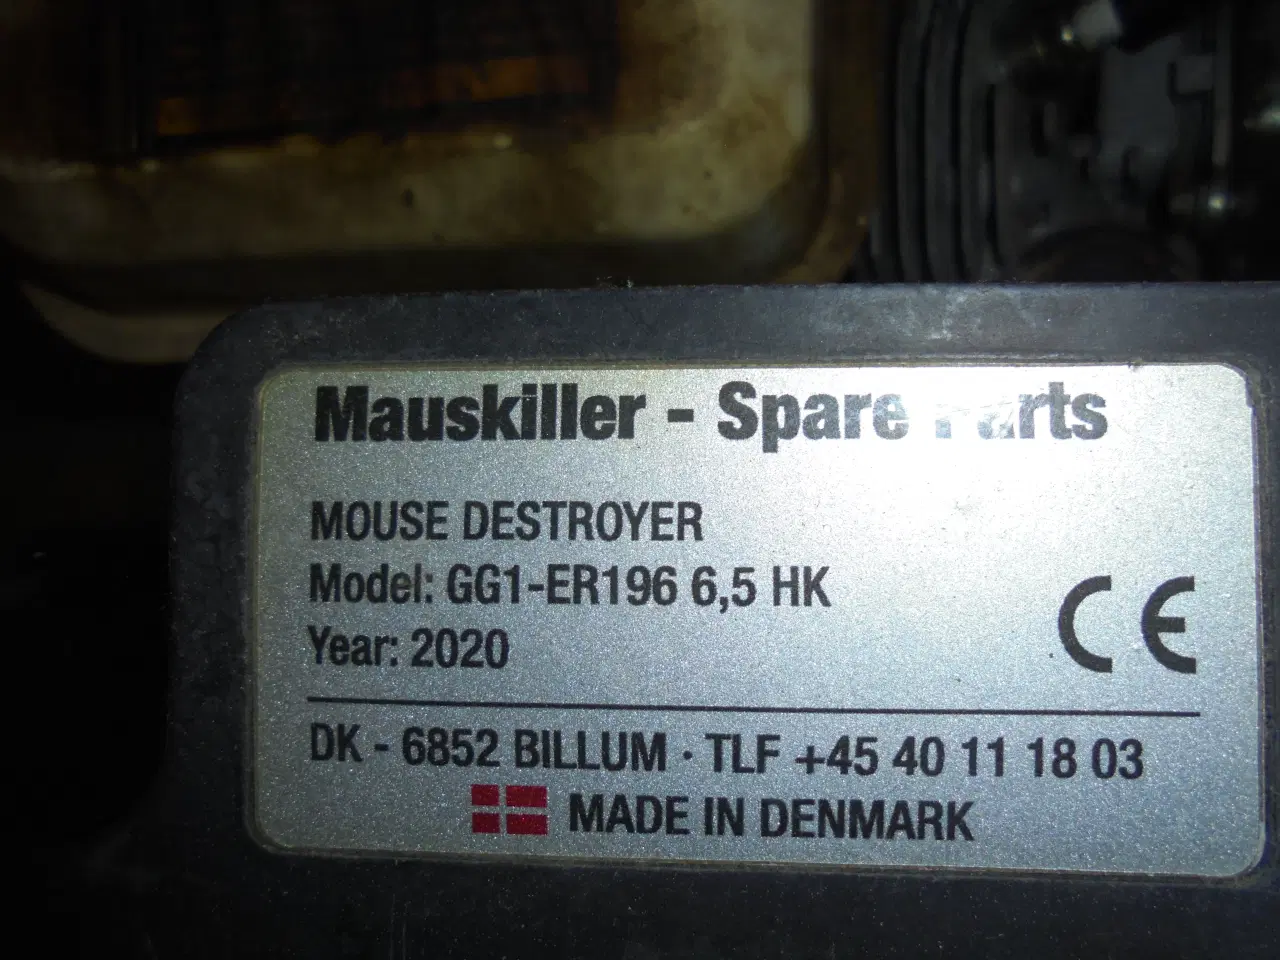 Mauskiller - Spare Parts
MOUSE DESTROYER
Model: GG1-ER196 6,5 HK
Year: 2020
CE
DK - 6852 BILLUM · TLF +45 40 11 18 03
MADE IN DENMARK